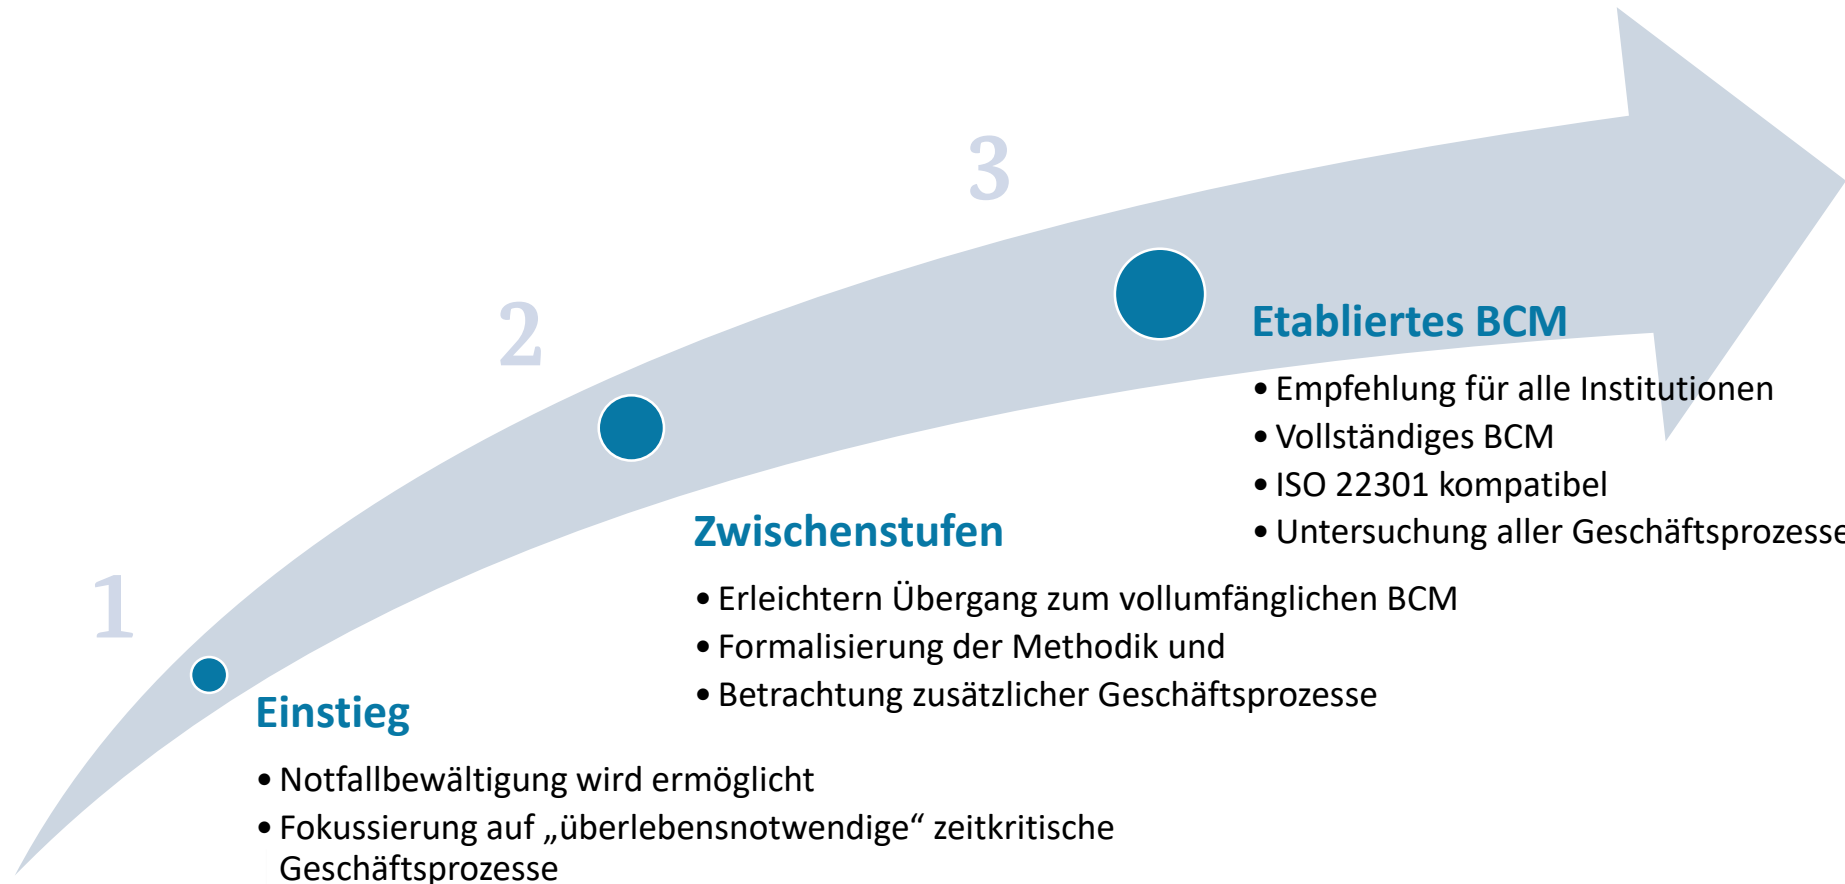 1
Einstieg
• Notfallbewältigung wird ermöglicht
• Fokussierung auf „überlebensnotwendige“ zeitkritische
Geschäftsprozesse
2
Zwischenstufen
• Erleichtern Übergang zum vollumfänglichen BCM
• Formalisierung der Methodik und
• Betrachtung zusätzlicher Geschäftsprozesse
3
Etabliertes BCM
• Empfehlung für alle Institutionen
• Vollständiges BCM
• ISO 22301 kompatibel
• Untersuchung aller Geschäftsprozesse